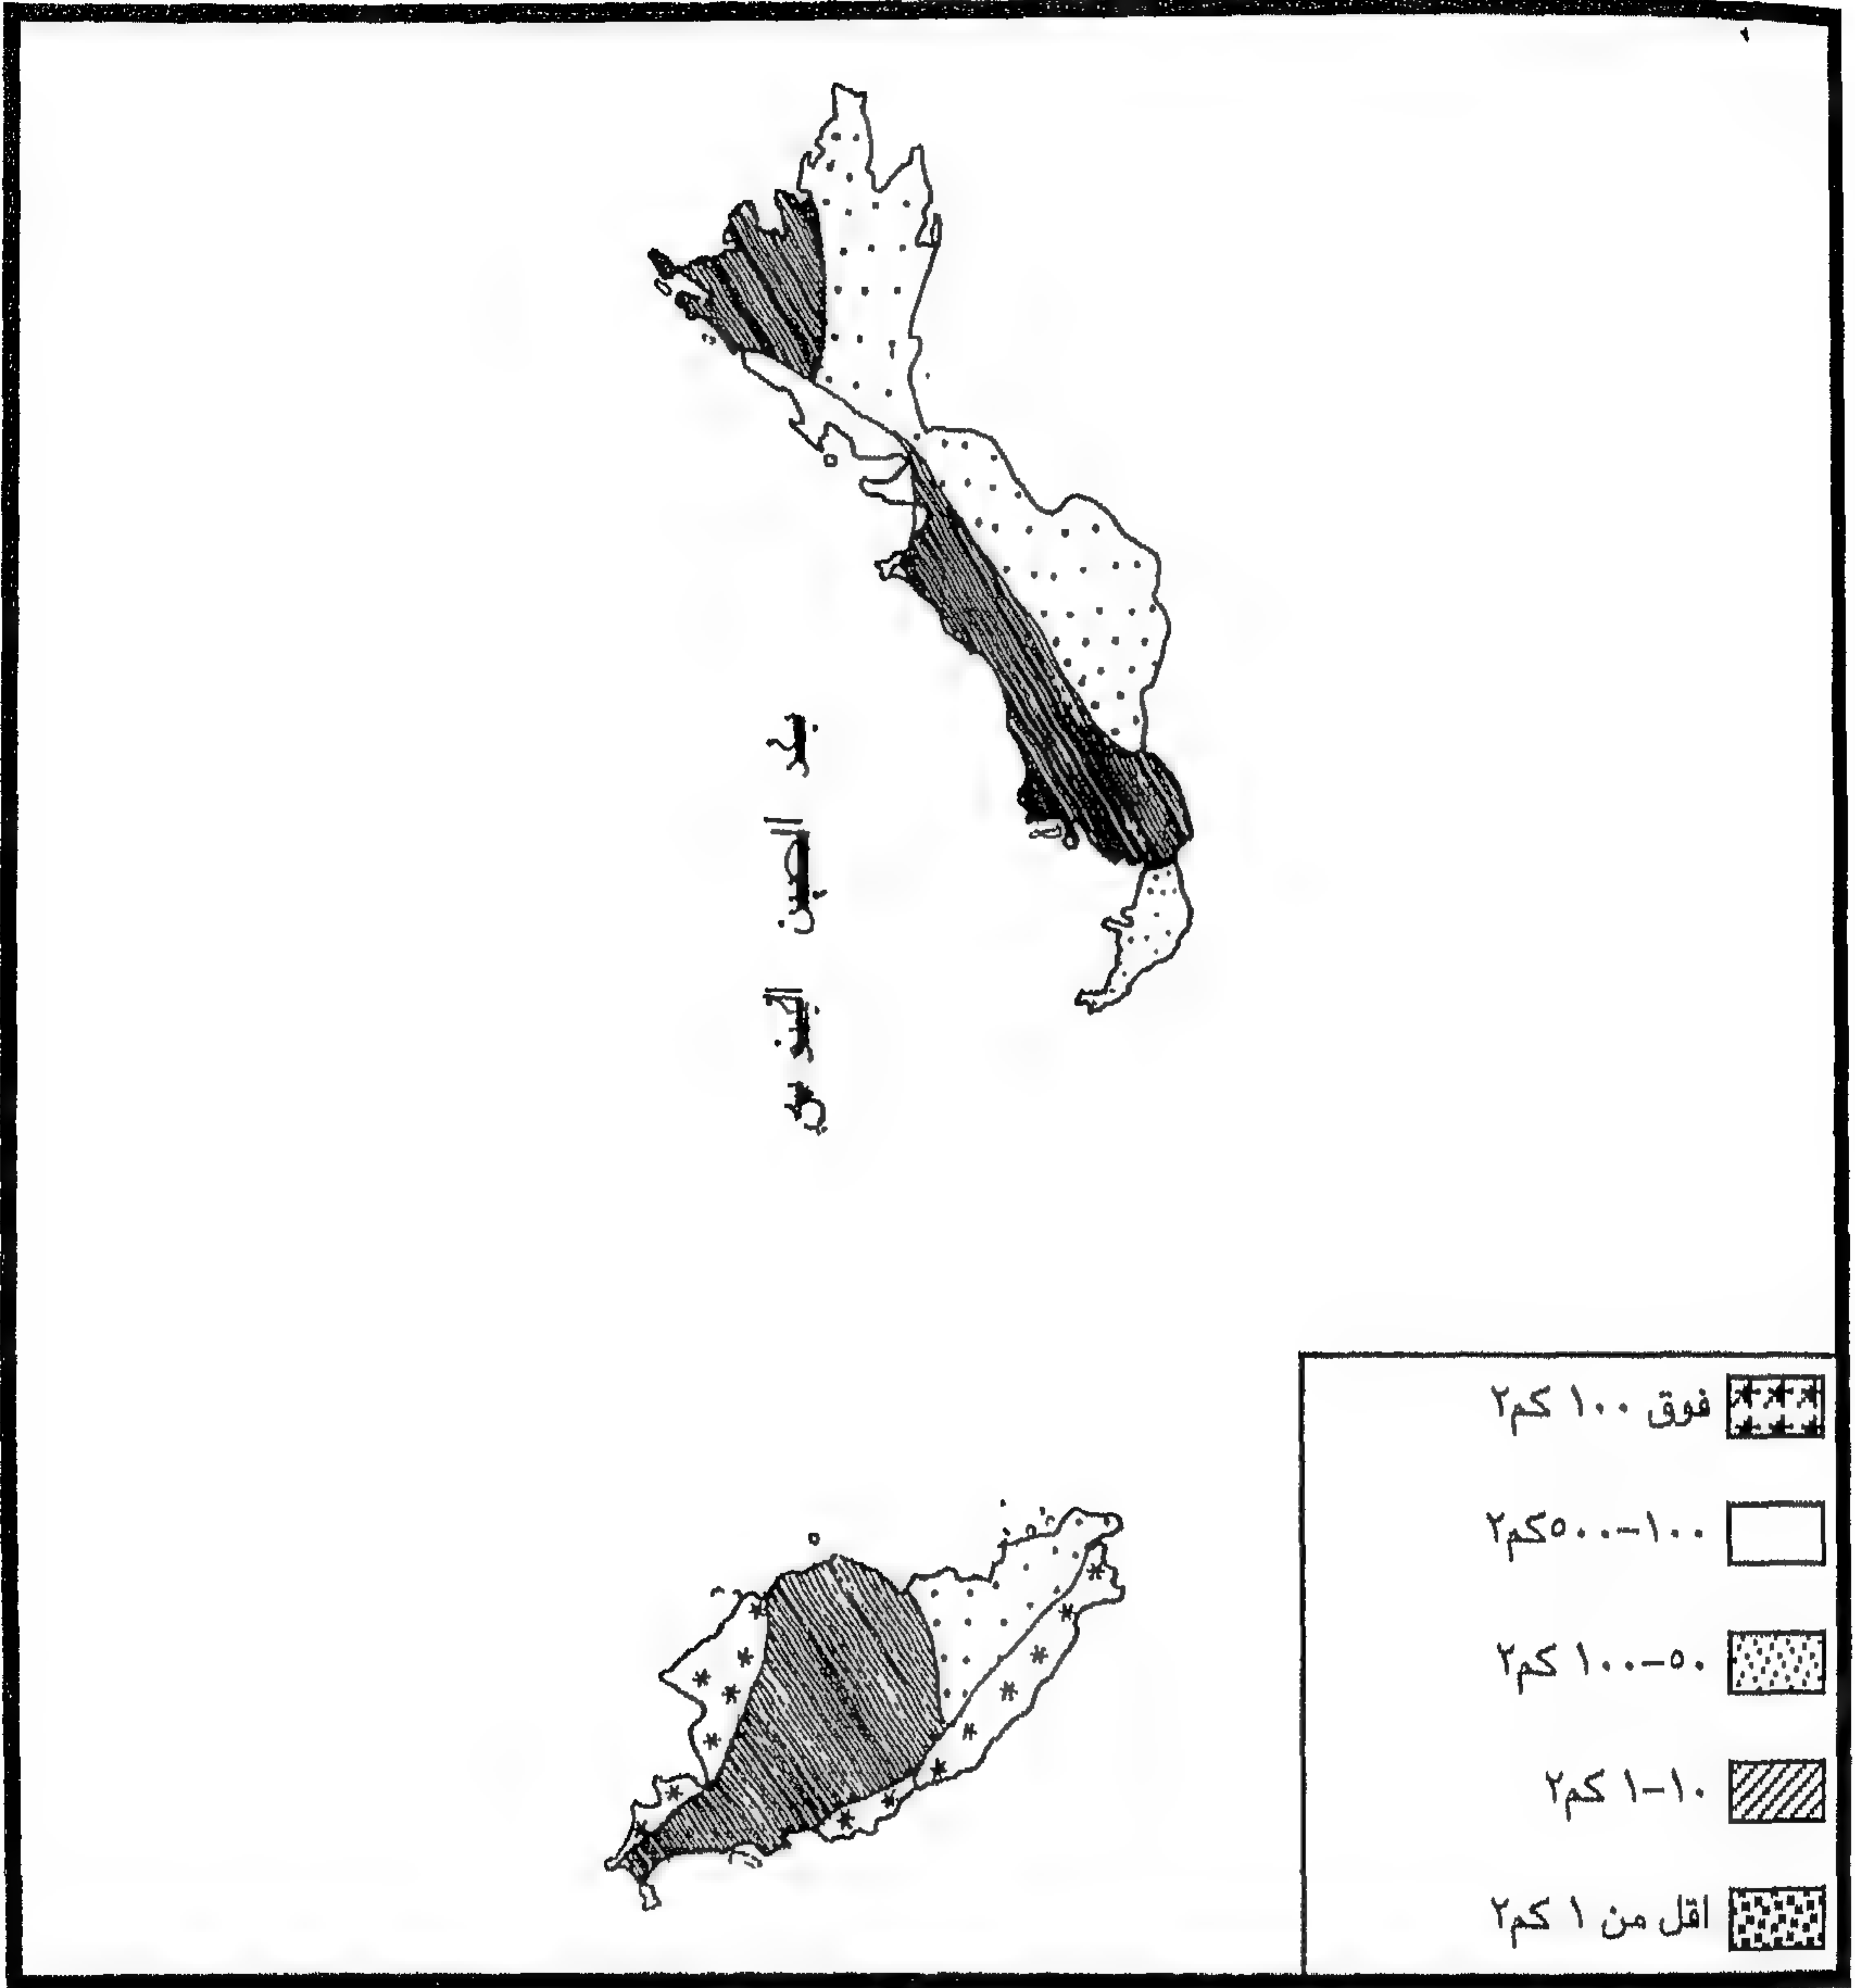 بحر الصين الجنوبي
فوق ١٠٠ كم٢
١٠٠-٥٠٠كم٢
٥٠-١٠٠ كم٢
١٠-١ كم٢
اقل من ١ كم٢